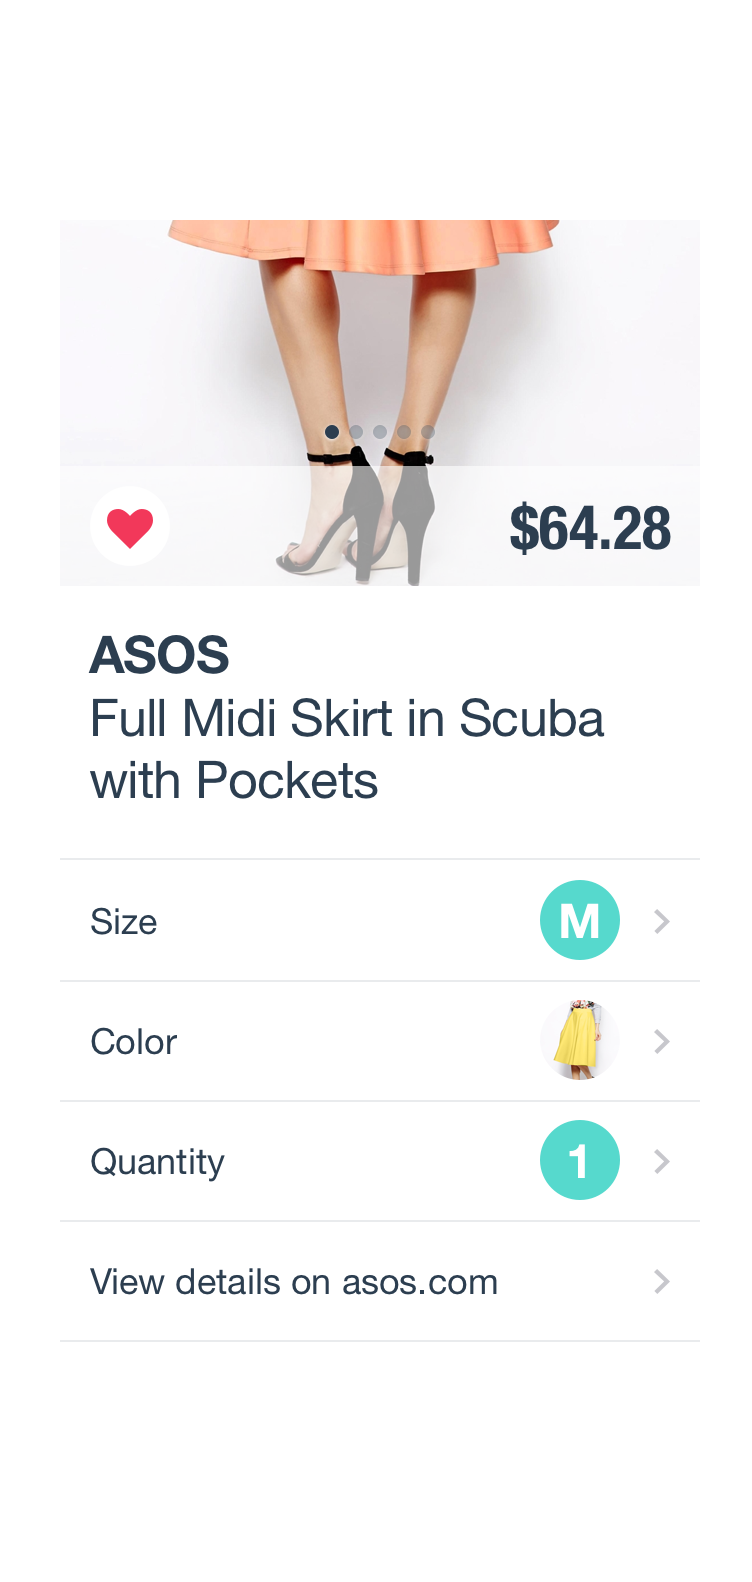 $64.28
ASOS
Full Midi Skirt in Scuba
with Pockets
Size M
Color
Quantity 1
View details on asos.com